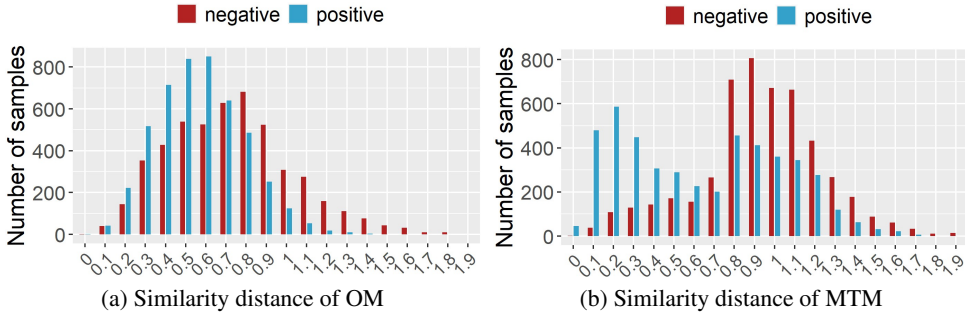 negative positive
Number of samples
800
600
400
200
0
0 0.1 0.2 0.3 0.4 0.5 0.6 0.7 0.8 0.9 1 1.1 1.2 1.3 1.4 1.5 1.6 1.7 1.8 1.9
(a) Similarity distance of OM
negative positive
Number of samples
800
600
400
200
0
0 0.1 0.2 0.3 0.4 0.5 0.6 0.7 0.8 0.9 1 1.1 1.2 1.3 1.4 1.5 1.6 1.7 1.8 1.9
(b) Similarity distance of MTM